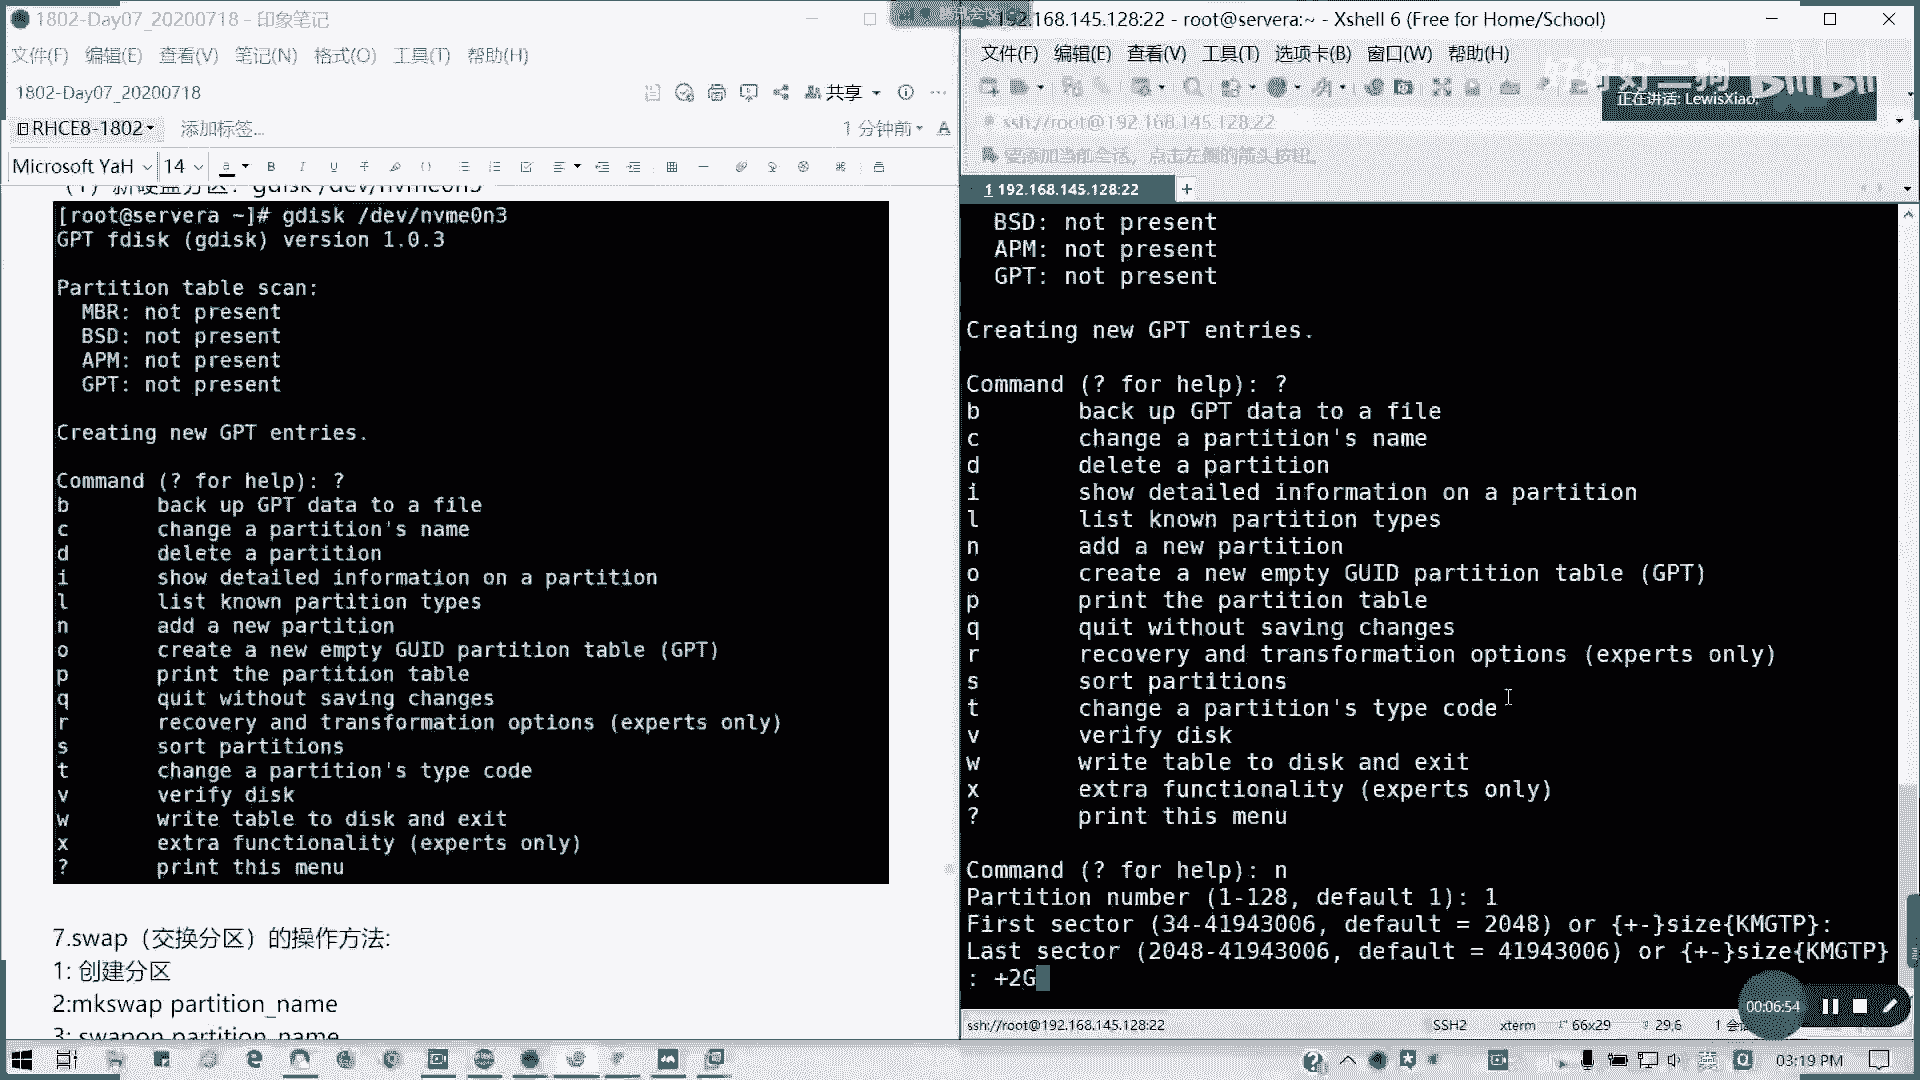 1802-Day07_20200718 - 印象笔记
文件(F) 编辑(E) 查看(V) 笔记(N) 格式(O) 工具(T) 帮助(H)
1802-Day07_20200718
共享
RHCE8-1802
添加标签...
1 分钟前
Microsoft YaH
14
(1) 新硬盘分区: gdisk /dev/nvme0n3
[root@servera ~]# gdisk /dev/nvme0n3
GPT fdisk (gdisk) version 1.0.3
Partition table scan:
MBR: not present
BSD: not present
APM: not present
GPT: not present
Creating new GPT entries.
Command (? for help): ?
b back up GPT data to a file
c change a partition's name
d delete a partition
i show detailed information on a partition
l list known partition types
n add a new partition
o create a new empty GUID partition table (GPT)
p print the partition table
q quit without saving changes
r recovery and transformation options (experts only)
s sort partitions
t change a partition's type code
v verify disk
w write table to disk and exit
x extra functionality (experts only)
? print this menu
7.swap（交换分区）的操作方法:
1: 创建分区
2:mkswap partition_name
3: swapon partition_name
192.168.145.128:22 - root@servera:~ - Xshell 6 (Free for Home/School)
文件(F) 编辑(E) 查看(V) 工具(T) 选项卡(B) 窗口(W) 帮助(H)
正在讲话: LewisXiao
ssh://root@192.168.145.128:22
要添加当前会话，点击左侧的箭头按钮。
1 192.168.145.128:22
BSD: not present
APM: not present
GPT: not present
Creating new GPT entries.
Command (? for help): ?
b back up GPT data to a file
c change a partition's name
d delete a partition
i show detailed information on a partition
l list known partition types
n add a new partition
o create a new empty GUID partition table (GPT)
p print the partition table
q quit without saving changes
r recovery and transformation options (experts only)
s sort partitions
t change a partition's type code
v verify disk
w write table to disk and exit
x extra functionality (experts only)
? print this menu
Command (? for help): n
Partition number (1-128, default 1): 1
First sector (34-41943006, default = 2048) or {+-}size{KMGTP}:
Last sector (2048-41943006, default = 41943006) or {+-}size{KMGTP}
: +2G
00:06:54
ssh://root@192.168.145.128:22
SSH2
xterm
66x29
29,6
03:19 PM